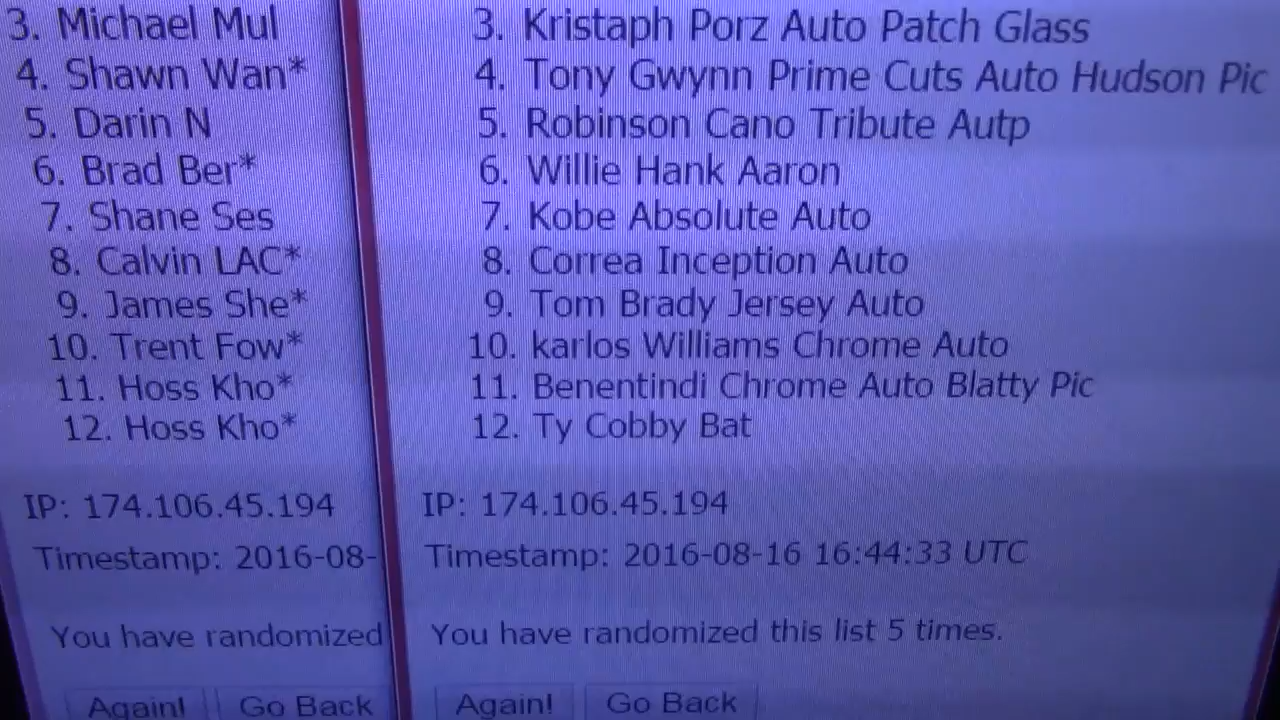 3. Michael Mul
4. Shawn Wan*
5. Darin N
6. Brad Ber*
7. Shane Ses
8. Calvin LAC*
9. James She*
10. Trent Fow*
11. Hoss Kho*
12. Hoss Kho*
IP: 174.106.45.194
Timestamp: 2016-08-
You have randomized
Again! Go Back
3. Kristaph Porz Auto Patch Glass
4. Tony Gwynn Prime Cuts Auto Hudson Pic
5. Robinson Cano Tribute Autp
6. Willie Hank Aaron
7. Kobe Absolute Auto
8. Correa Inception Auto
9. Tom Brady Jersey Auto
10. karlos Williams Chrome Auto
11. Benentindi Chrome Auto Blatty Pic
12. Ty Cobby Bat
IP: 174.106.45.194
Timestamp: 2016-08-16 16:44:33 UTC
You have randomized this list 5 times.
Again! Go Back